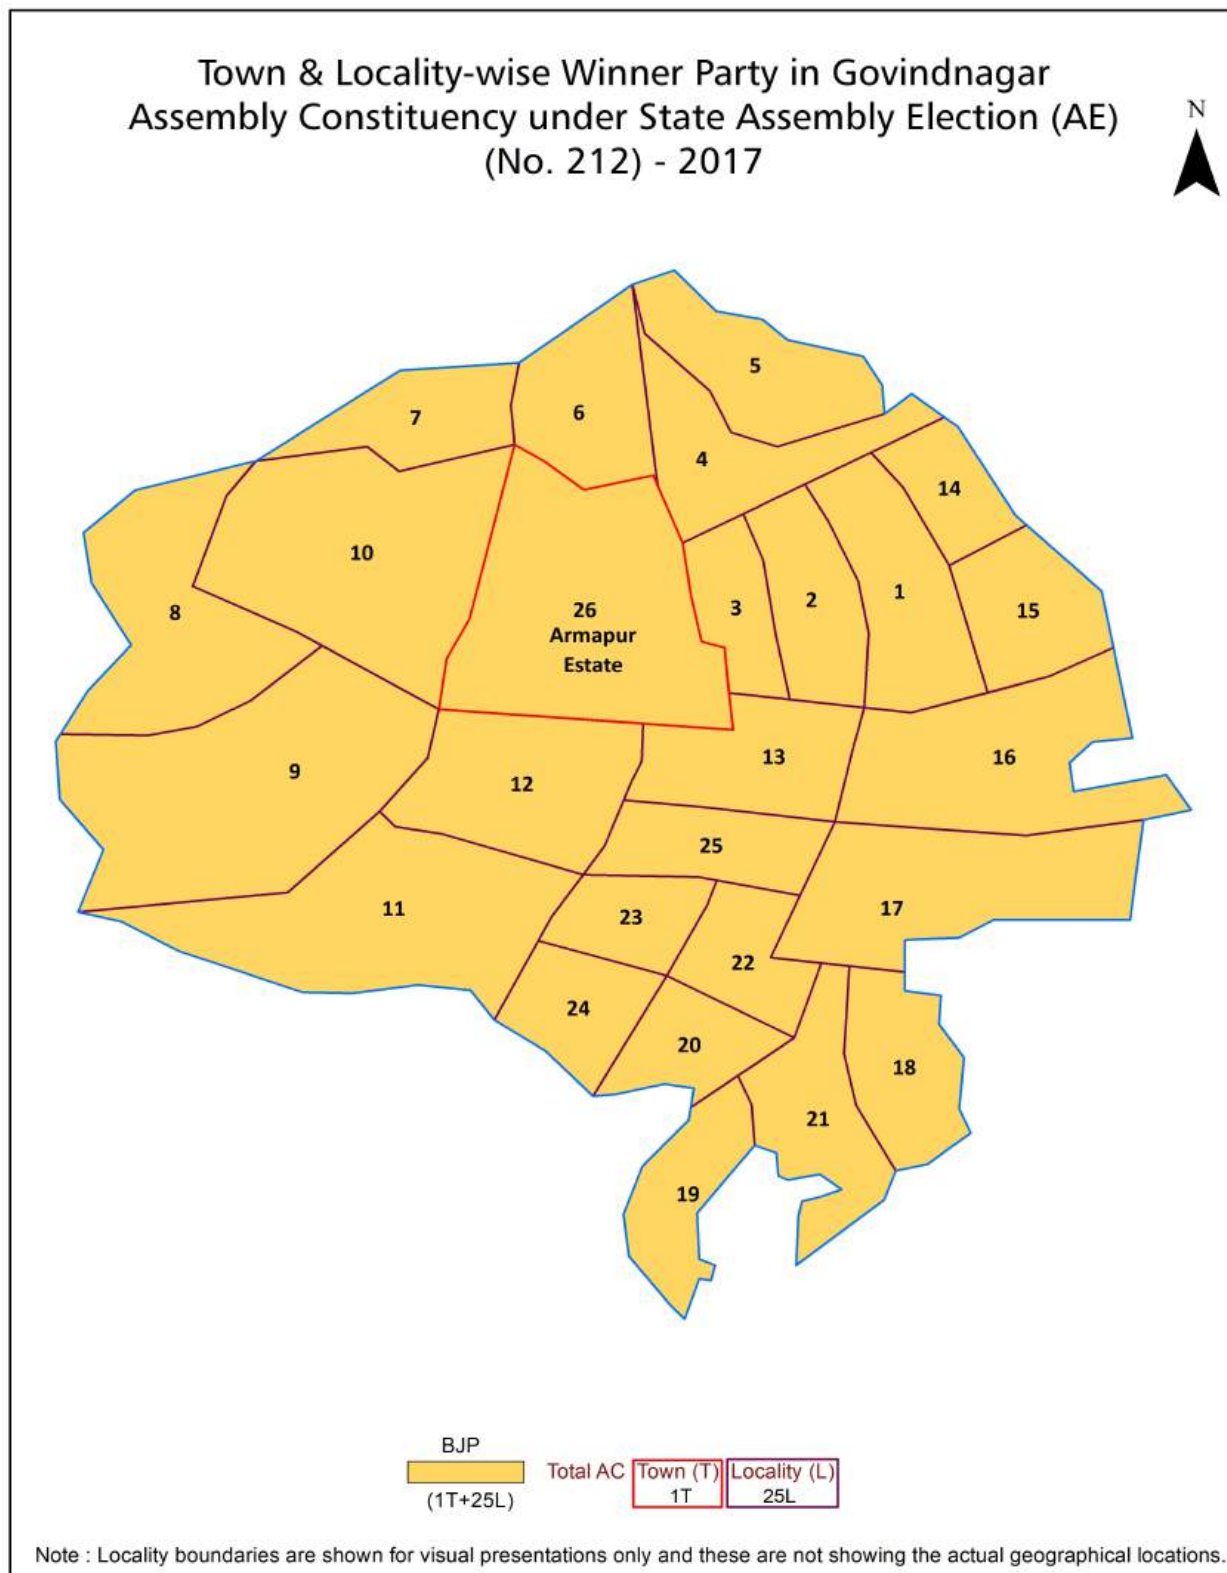 Town & Locality-wise Winner Party in Govindnagar
Assembly Constituency under State Assembly Election (AE)
(No. 212) - 2017
N
5
6
7
4
14
10
26
Armapur
Estate
3
2
1
15
8
13
16
9
12
25
11
23
17
22
24
20
18
21
19
BJP
(1T+25L)
Total AC
Town (T)
1T
Locality (L)
25L
Note : Locality boundaries are shown for visual presentations only and these are not showing the actual geographical locations.